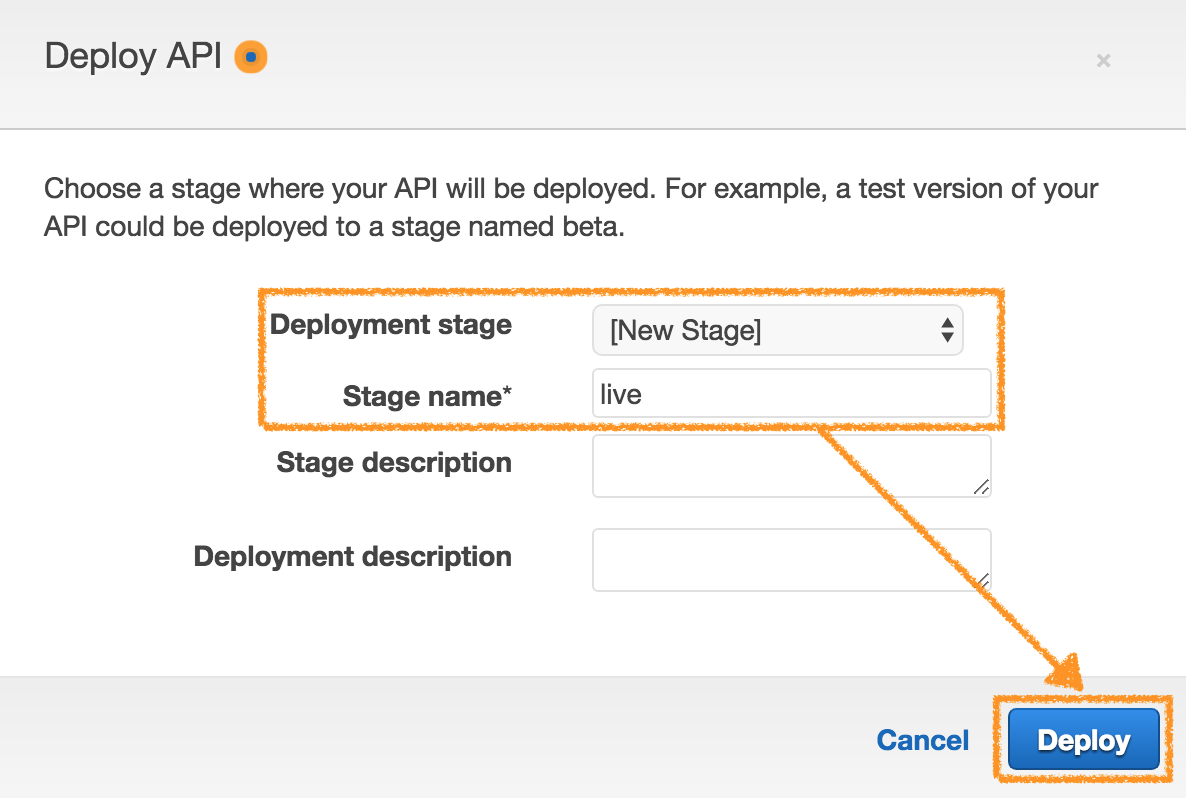 Deploy API
×
Choose a stage where your API will be deployed. For example, a test version of your
API could be deployed to a stage named beta.
Deployment stage [New Stage]
Stage name* live
Stage description
Deployment description
Cancel Deploy